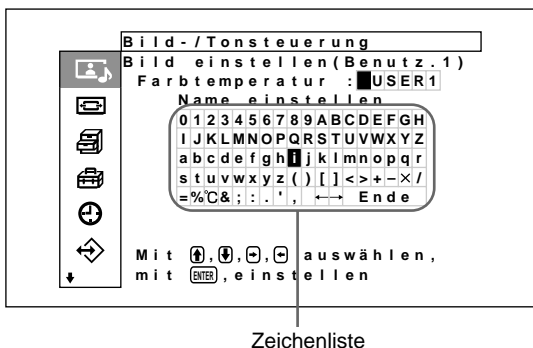 Bild-/Tonsteuerung
Bild einstellen(Benutz.1)
Farbtemperatur :█USER1
Name einstellen
0123456789ABCDEFGH
IJKLMNOPQRSTUVWXYZ
abcdefghijklmnopqr
stuvwxyz()[]<>+−×/
=%℃&;:.', ←→ Ende
Mit ↑,↓,→,← auswählen,
mit ENTER,einstellen
Zeichenliste